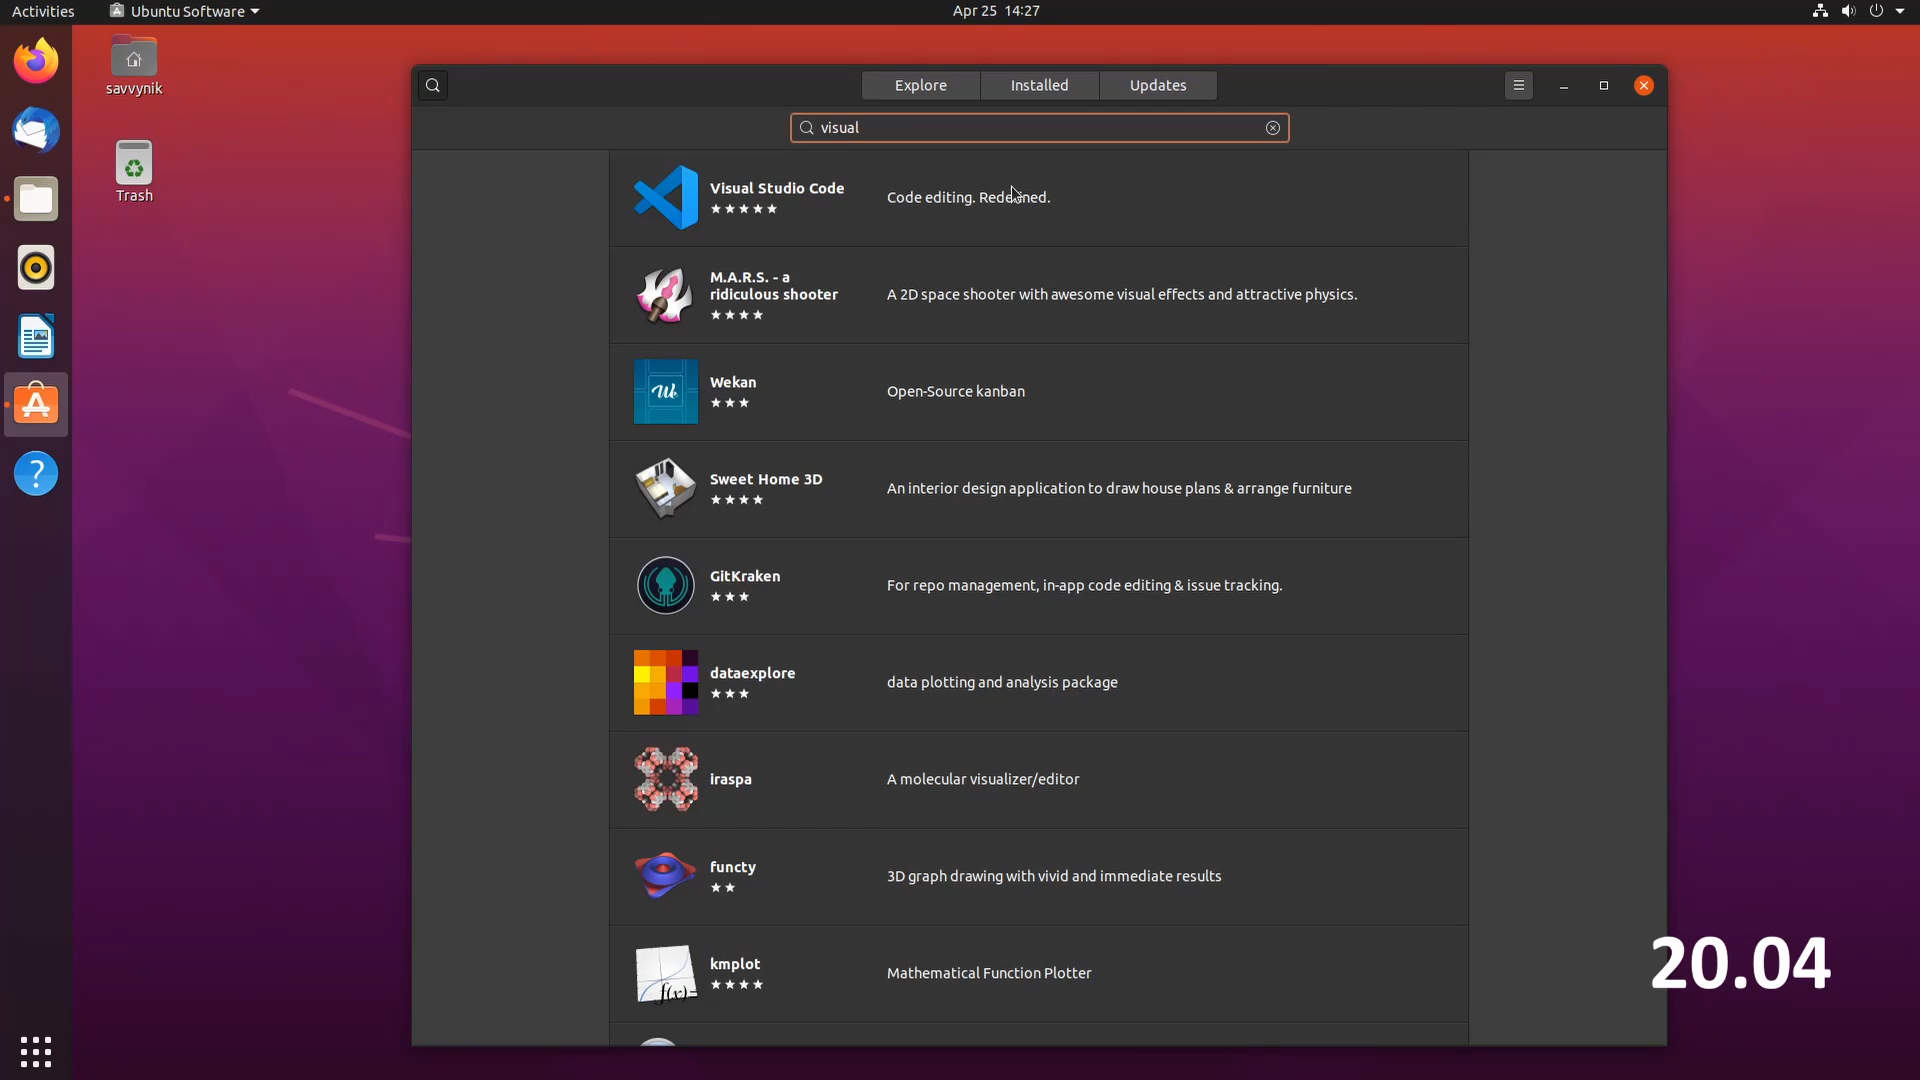 Activities
Ubuntu Software
Apr 25 14:27
savvynik
Trash
Explore
Installed
Updates
visual
Visual Studio Code
Code editing. Redefined.
M.A.R.S. - a
ridiculous shooter
A 2D space shooter with awesome visual effects and attractive physics.
We
Wekan
Open-Source kanban
Sweet Home 3D
An interior design application to draw house plans & arrange furniture
GitKraken
For repo management, in-app code editing & issue tracking.
dataexplore
data plotting and analysis package
iraspa
A molecular visualizer/editor
functy
3D graph drawing with vivid and immediate results
f(x)=
kmplot
Mathematical Function Plotter
?
20.04